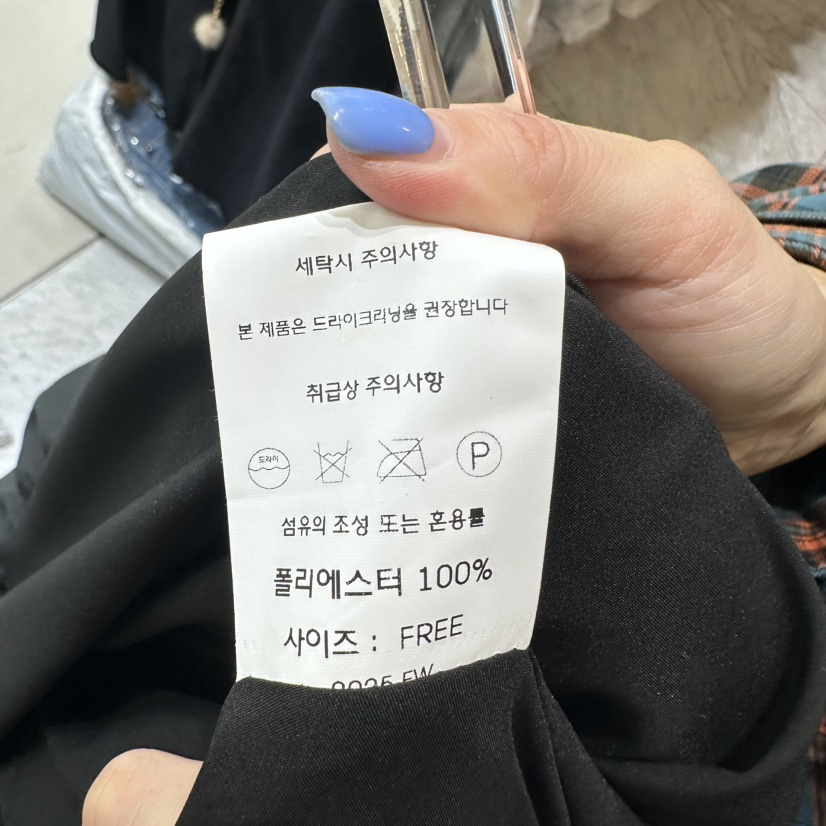 세탁시 주의사항
본 제품은 드라이크리닝을 권장합니다
취급상 주의사항
드라이 P
섬유의 조성 또는 혼용률
폴리에스터 100%
사이즈 : FREE
2025 FW